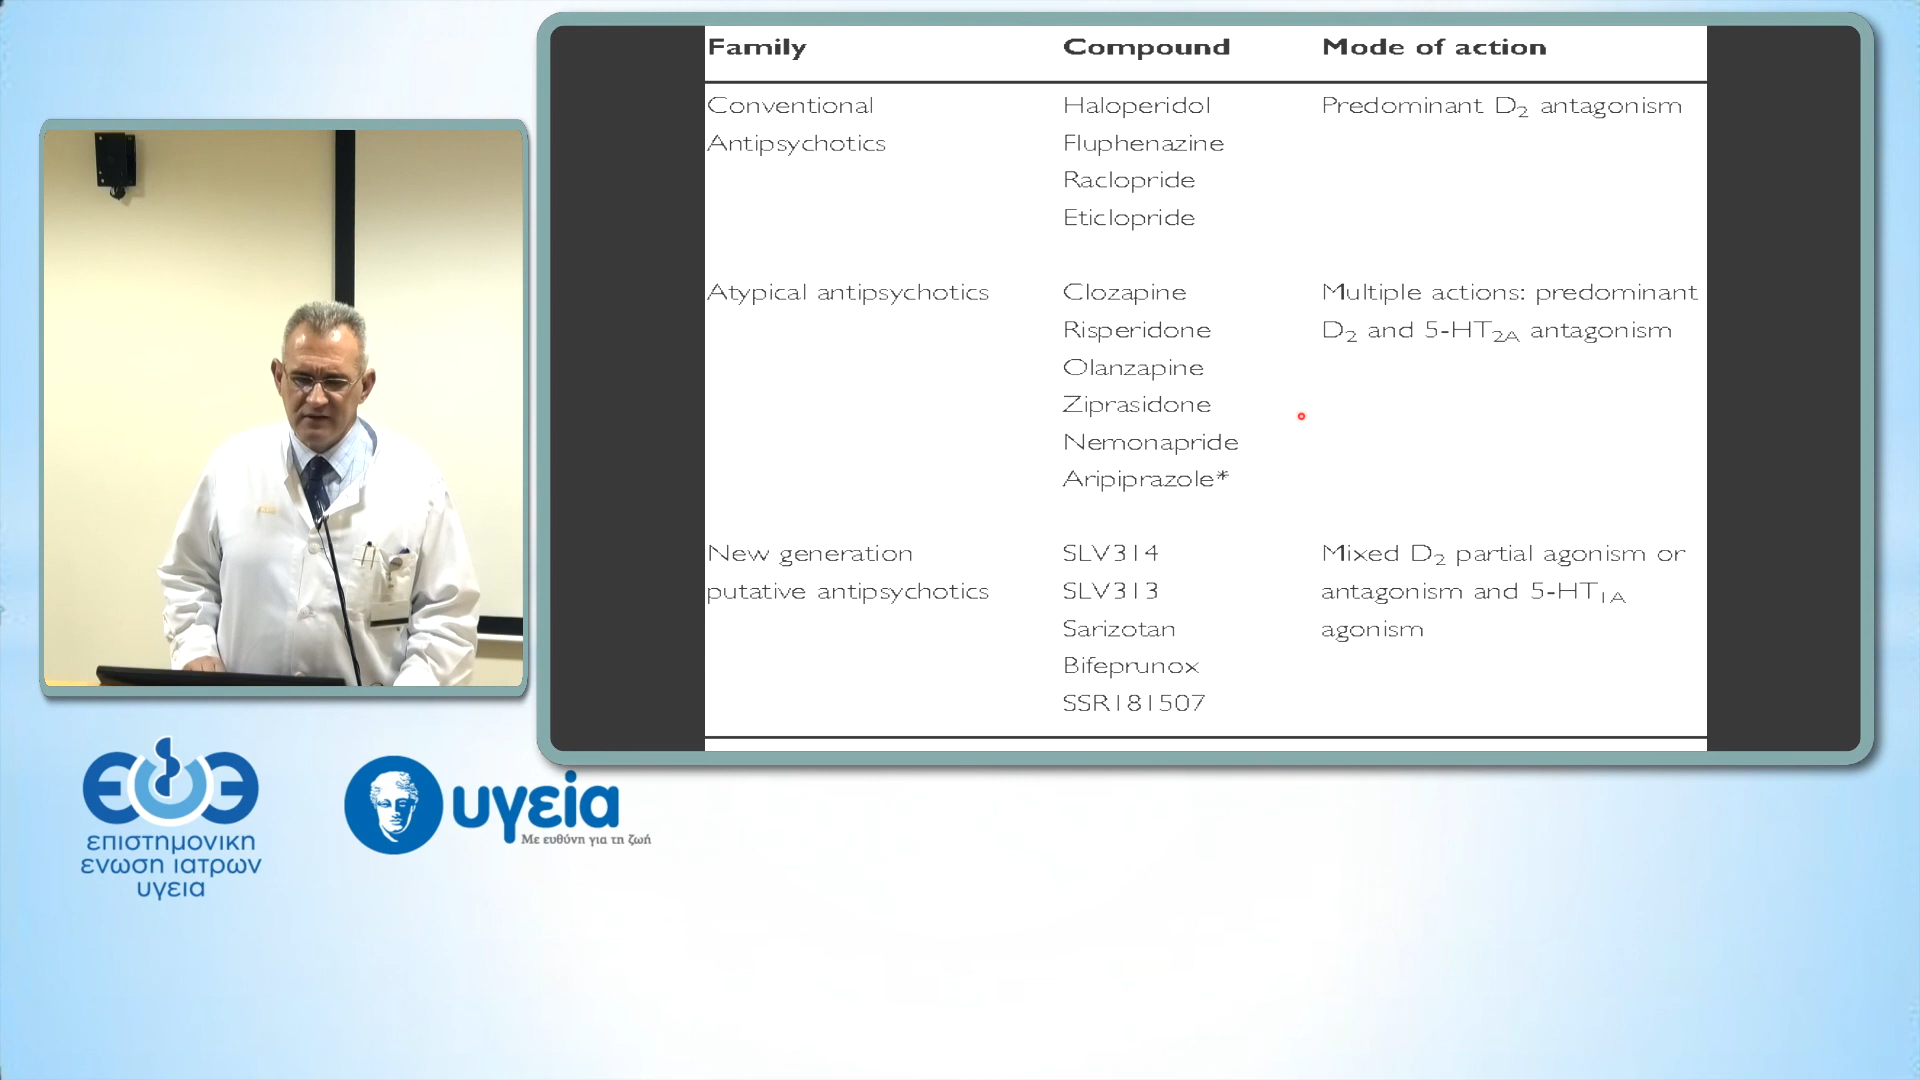 Family Compound Mode of action
Conventional Haloperidol Predominant D₂ antagonism
Antipsychotics Fluphenazine
Raclopride
Eticlopride
Atypical antipsychotics Clozapine Multiple actions: predominant
Risperidone D₂ and 5-HT₂A antagonism
Olanzapine
Ziprasidone
Nemonapride
Aripiprazole*
New generation SLV314 Mixed D₂ partial agonism or
putative antipsychotics SLV313 antagonism and 5-HT₁A
Sarizotan agonism
Bifeprunox
SSR181507
επιστημονικη
ενωση ιατρων
υγεια
υγεία
Με ευθύνη για τη ζωή